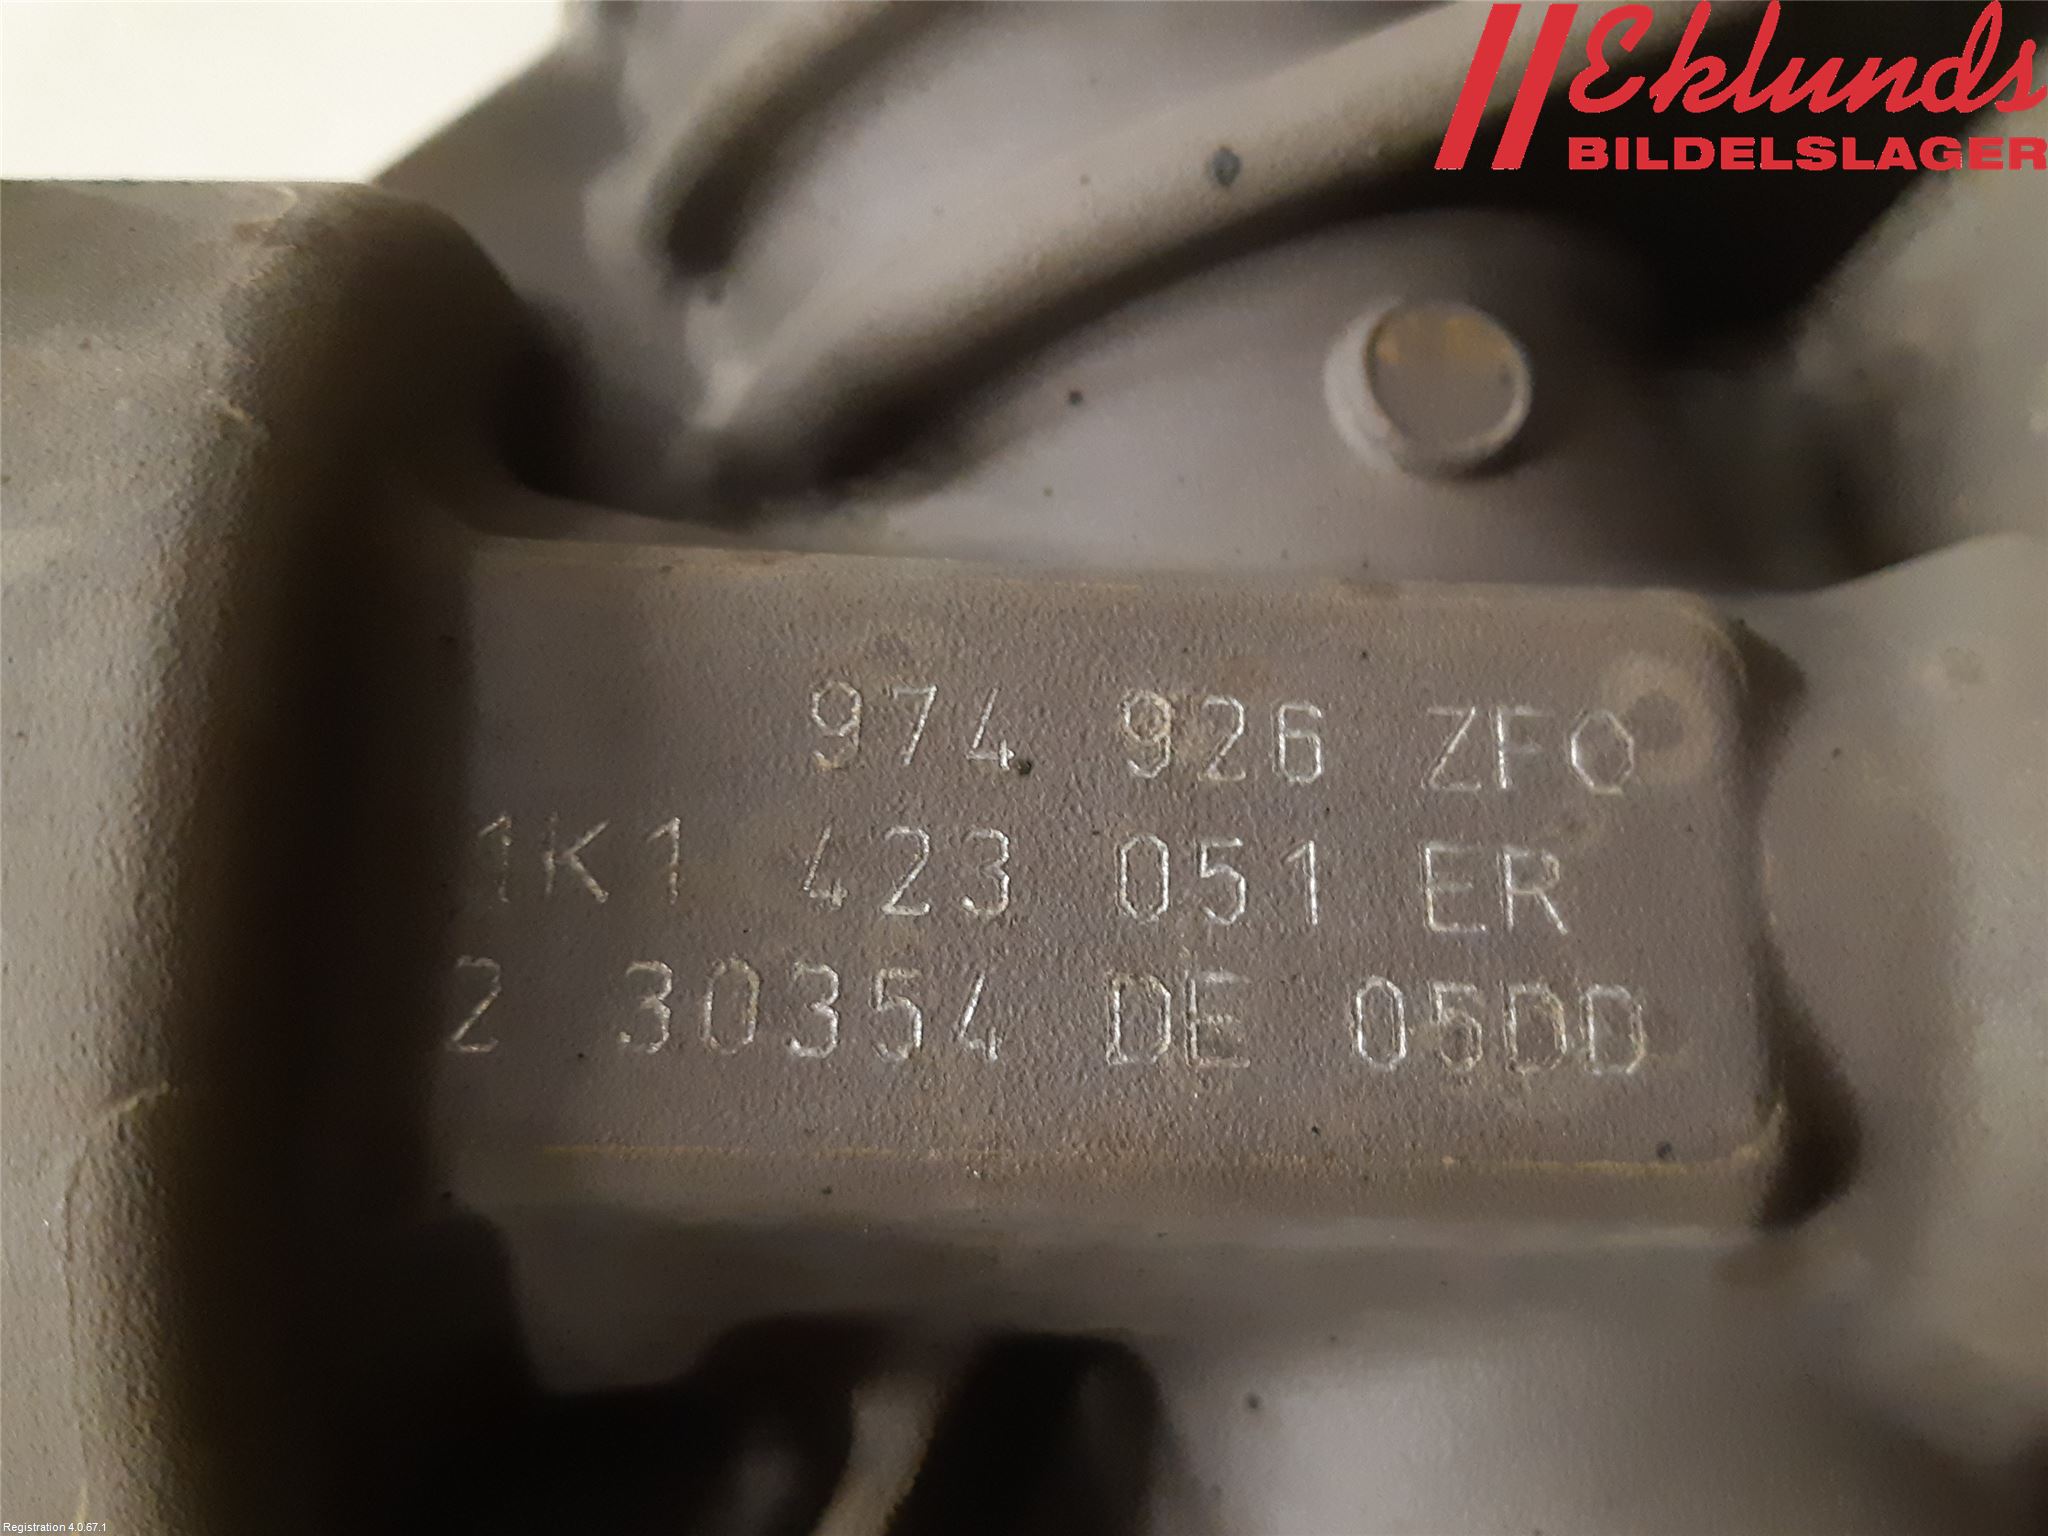 Eklunds
BILDELSLAGER
974 926 ZFO
1K1 423 051 ER
2 30354 DE 05DD
Registration 4.0.67.1